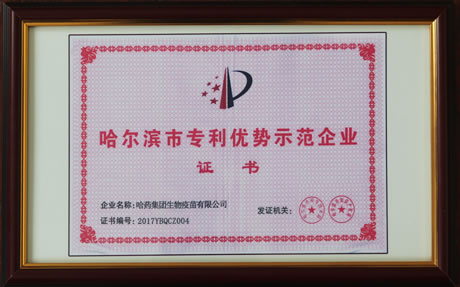 哈尔滨市专利优势示范企业
证书
企业名称:哈药集团生物疫苗有限公司
发证机关:
证书编号:2017YBQCZ004